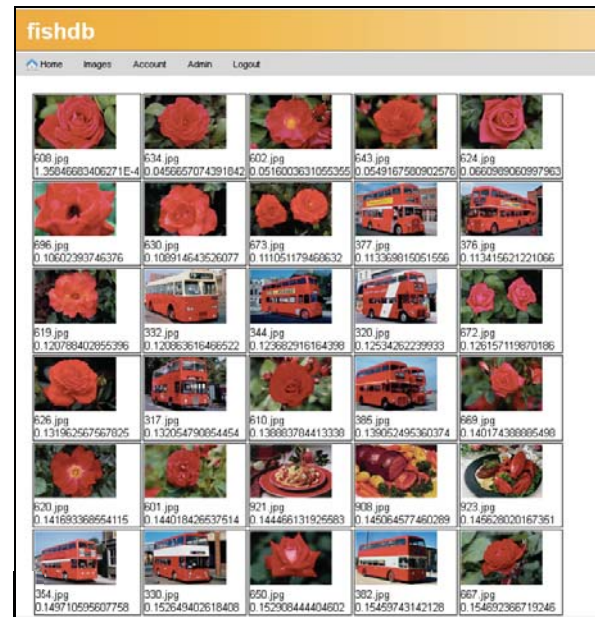 fishdb
Home Images Account Admin Logout
608.jpg 634.jpg 602.jpg 643.jpg 624.jpg
1.35846683406271E-4 0.0456657074391842 0.0516003631055355 0.0549167580902576 0.0660989060997963
696.jpg 630.jpg 673.jpg 377.jpg 376.jpg
0.10602393746376 0.108914643526077 0.111051179468632 0.113369815051556 0.113415621221066
619.jpg 332.jpg 344.jpg 320.jpg 672.jpg
0.120788402855396 0.120863616466522 0.123682916164398 0.12534262239933 0.126157119870186
626.jpg 317.jpg 610.jpg 385.jpg 669.jpg
0.131962567567825 0.132054790854454 0.138883784413338 0.139052495360374 0.140174388885498
620.jpg 601.jpg 921.jpg 908.jpg 923.jpg
0.141693368554115 0.144018426537514 0.144466131925583 0.145064577460289 0.145628020167351
354.jpg 330.jpg 650.jpg 382.jpg 667.jpg
0.149710595607758 0.152649402618408 0.152908444404602 0.15459743142128 0.154692366719246